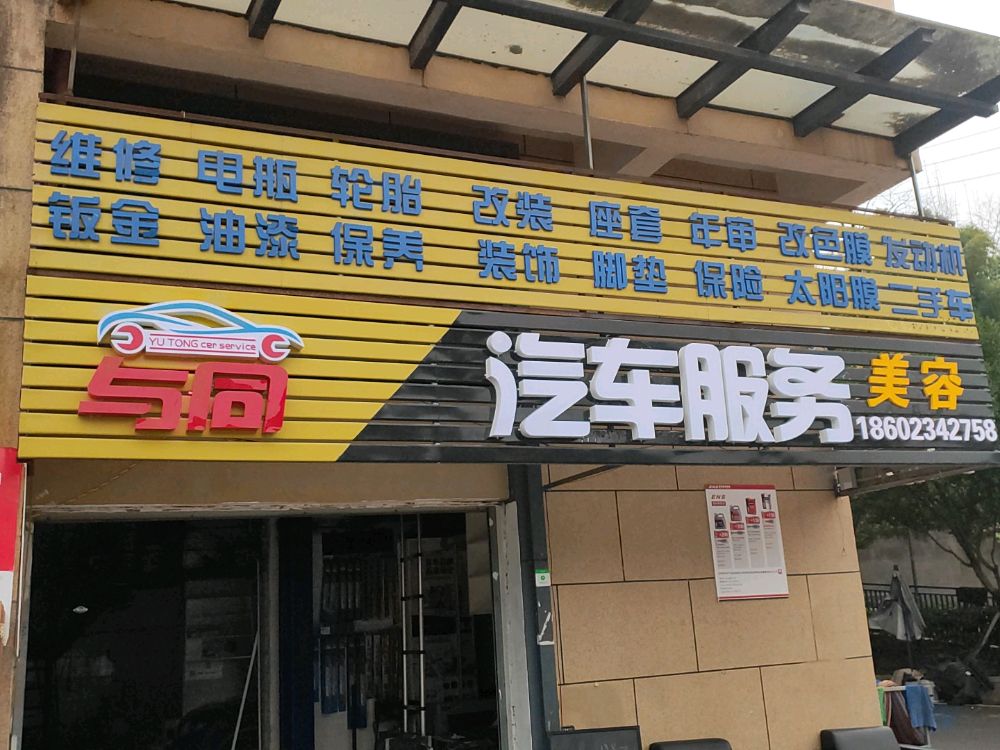 维修 电瓶 轮胎 改装 座套 年审 改色膜 发动机
钣金 油漆 保养 装饰 脚垫 保险 太阳膜 二手车
YU TONG cer service
与同
汽车服务
美容
18602342758